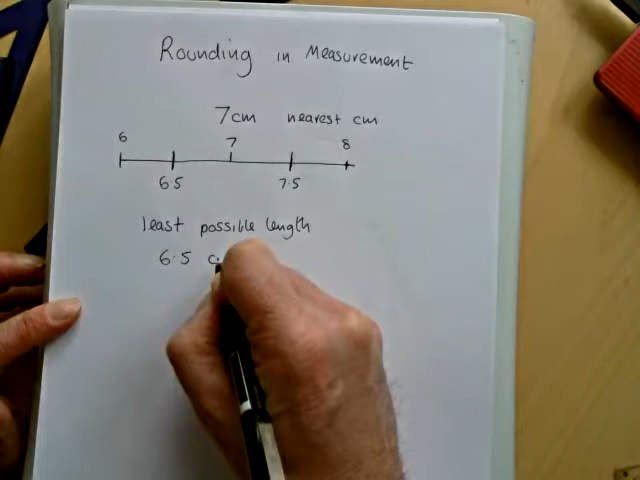 Rounding in Measurement
7cm nearest cm
6 7 8
6.5 7.5
least possible length
6.5 c